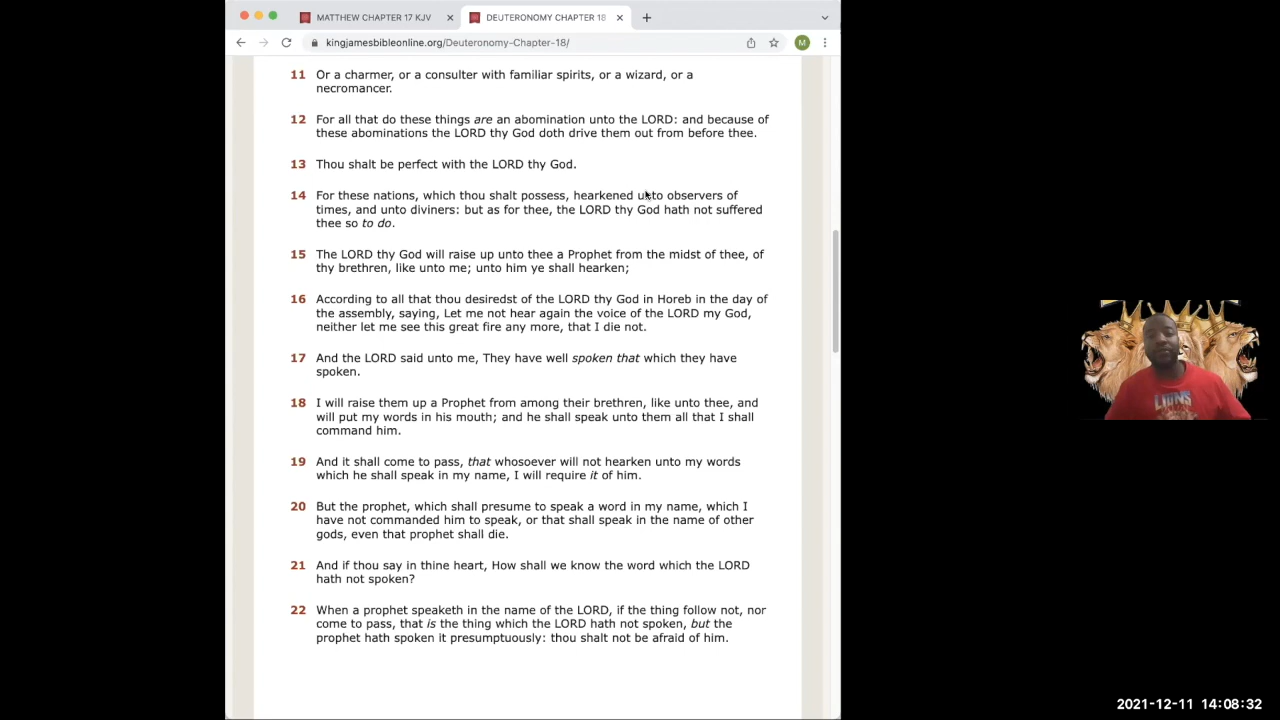 MATTHEW CHAPTER 17 KJV
DEUTERONOMY CHAPTER 18
kingjamesbibleonline.org/Deuteronomy-Chapter-18/
M
11 Or a charmer, or a consulter with familiar spirits, or a wizard, or a
necromancer.
12 For all that do these things are an abomination unto the LORD: and because of
these abominations the LORD thy God doth drive them out from before thee.
13 Thou shalt be perfect with the LORD thy God.
14 For these nations, which thou shalt possess, hearkened unto observers of
times, and unto diviners: but as for thee, the LORD thy God hath not suffered
thee so to do.
15 The LORD thy God will raise up unto thee a Prophet from the midst of thee, of
thy brethren, like unto me; unto him ye shall hearken;
16 According to all that thou desiredst of the LORD thy God in Horeb in the day of
the assembly, saying, Let me not hear again the voice of the LORD my God,
neither let me see this great fire any more, that I die not.
17 And the LORD said unto me, They have well spoken that which they have
spoken.
18 I will raise them up a Prophet from among their brethren, like unto thee, and
will put my words in his mouth; and he shall speak unto them all that I shall
command him.
19 And it shall come to pass, that whosoever will not hearken unto my words
which he shall speak in my name, I will require it of him.
20 But the prophet, which shall presume to speak a word in my name, which I
have not commanded him to speak, or that shall speak in the name of other
gods, even that prophet shall die.
21 And if thou say in thine heart, How shall we know the word which the LORD
hath not spoken?
22 When a prophet speaketh in the name of the LORD, if the thing follow not, nor
come to pass, that is the thing which the LORD hath not spoken, but the
prophet hath spoken it presumptuously: thou shalt not be afraid of him.
LIONS
2021-12-11 14:08:32